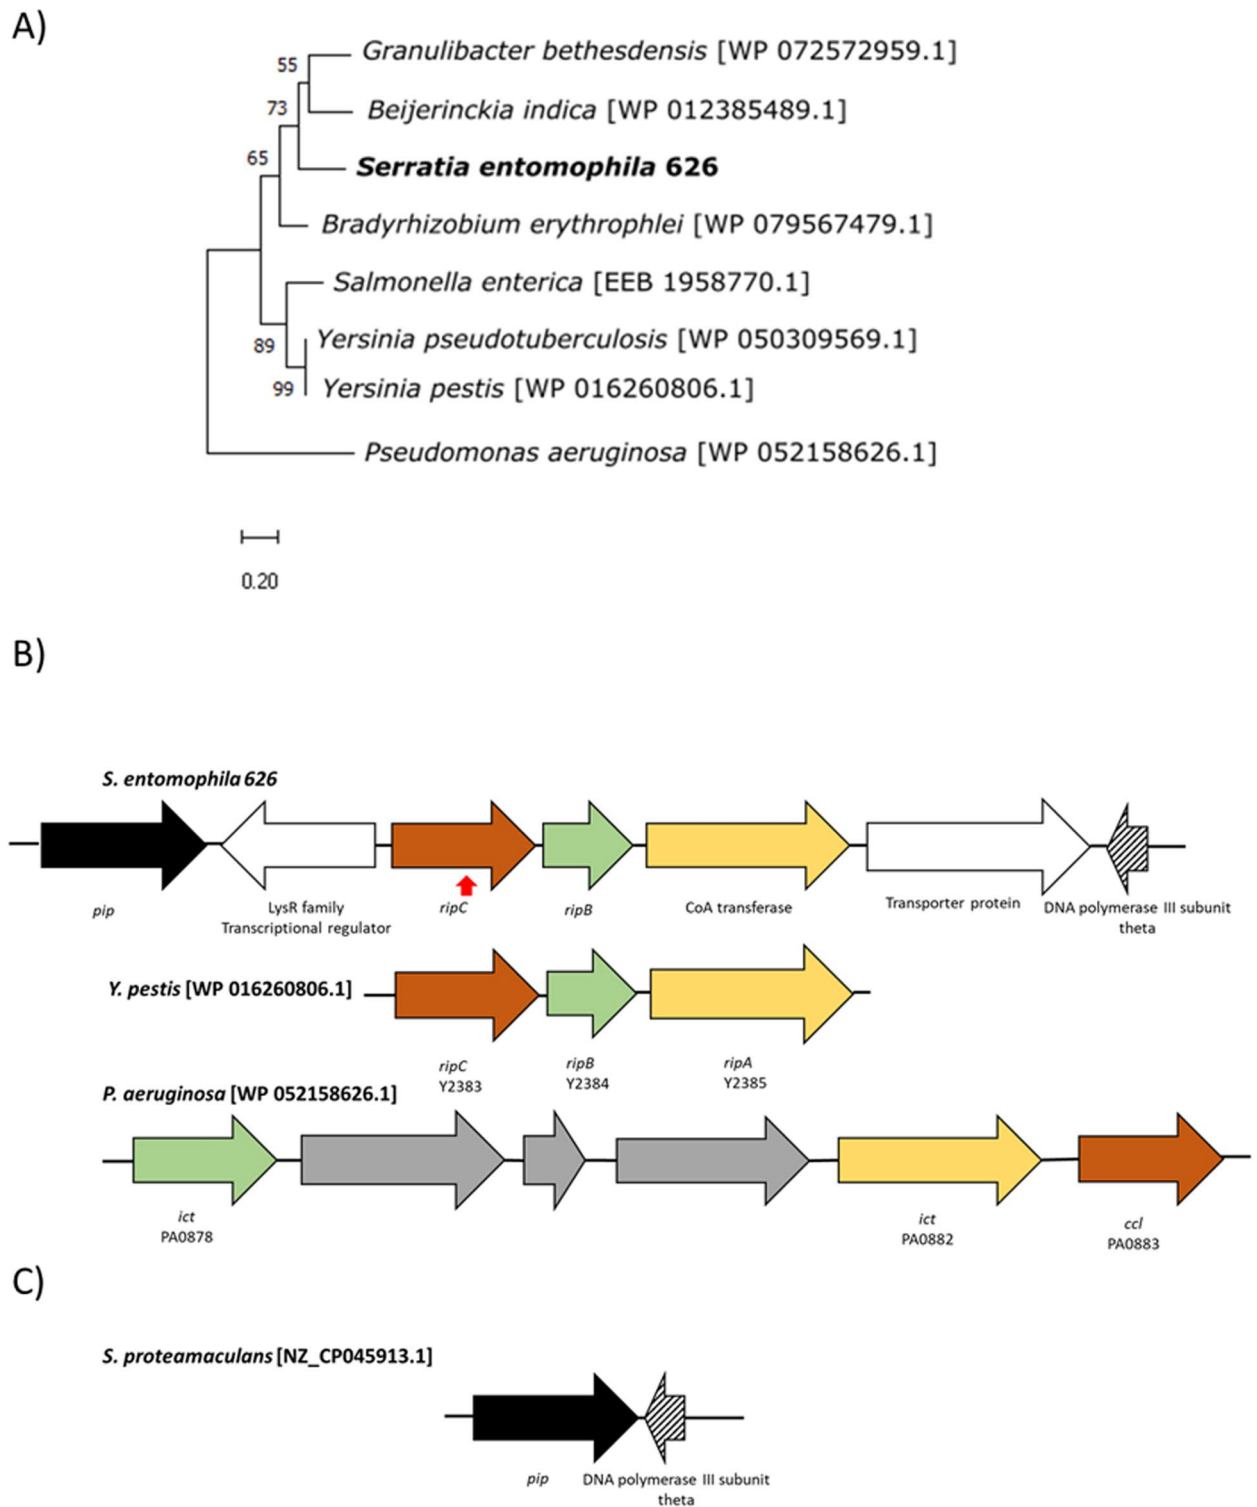 A)
Granulibacter bethesdensis [WP 072572959.1]
55
Beijerinckia indica [WP 012385489.1]
73
Serratia entomophila 626
65
Bradyrhizobium erythrophlei [WP 079567479.1]
Salmonella enterica [EEB 1958770.1]
Yersinia pseudotuberculosis [WP 050309569.1]
89
Yersinia pestis [WP 016260806.1]
99
Pseudomonas aeruginosa [WP 052158626.1]
0.20
B)
S. entomophila 626
pip
LysR family
Transcriptional regulator
ripC
ripB
CoA transferase
Transporter protein
DNA polymerase III subunit
theta
Y. pestis [WP 016260806.1]
ripC
Y2383
ripB
Y2384
ripA
Y2385
P. aeruginosa [WP 052158626.1]
ict
PA0878
ict
PA0882
ccl
PA0883
C)
S. proteamaculans [NZ_CP045913.1]
pip
DNA polymerase III subunit
theta